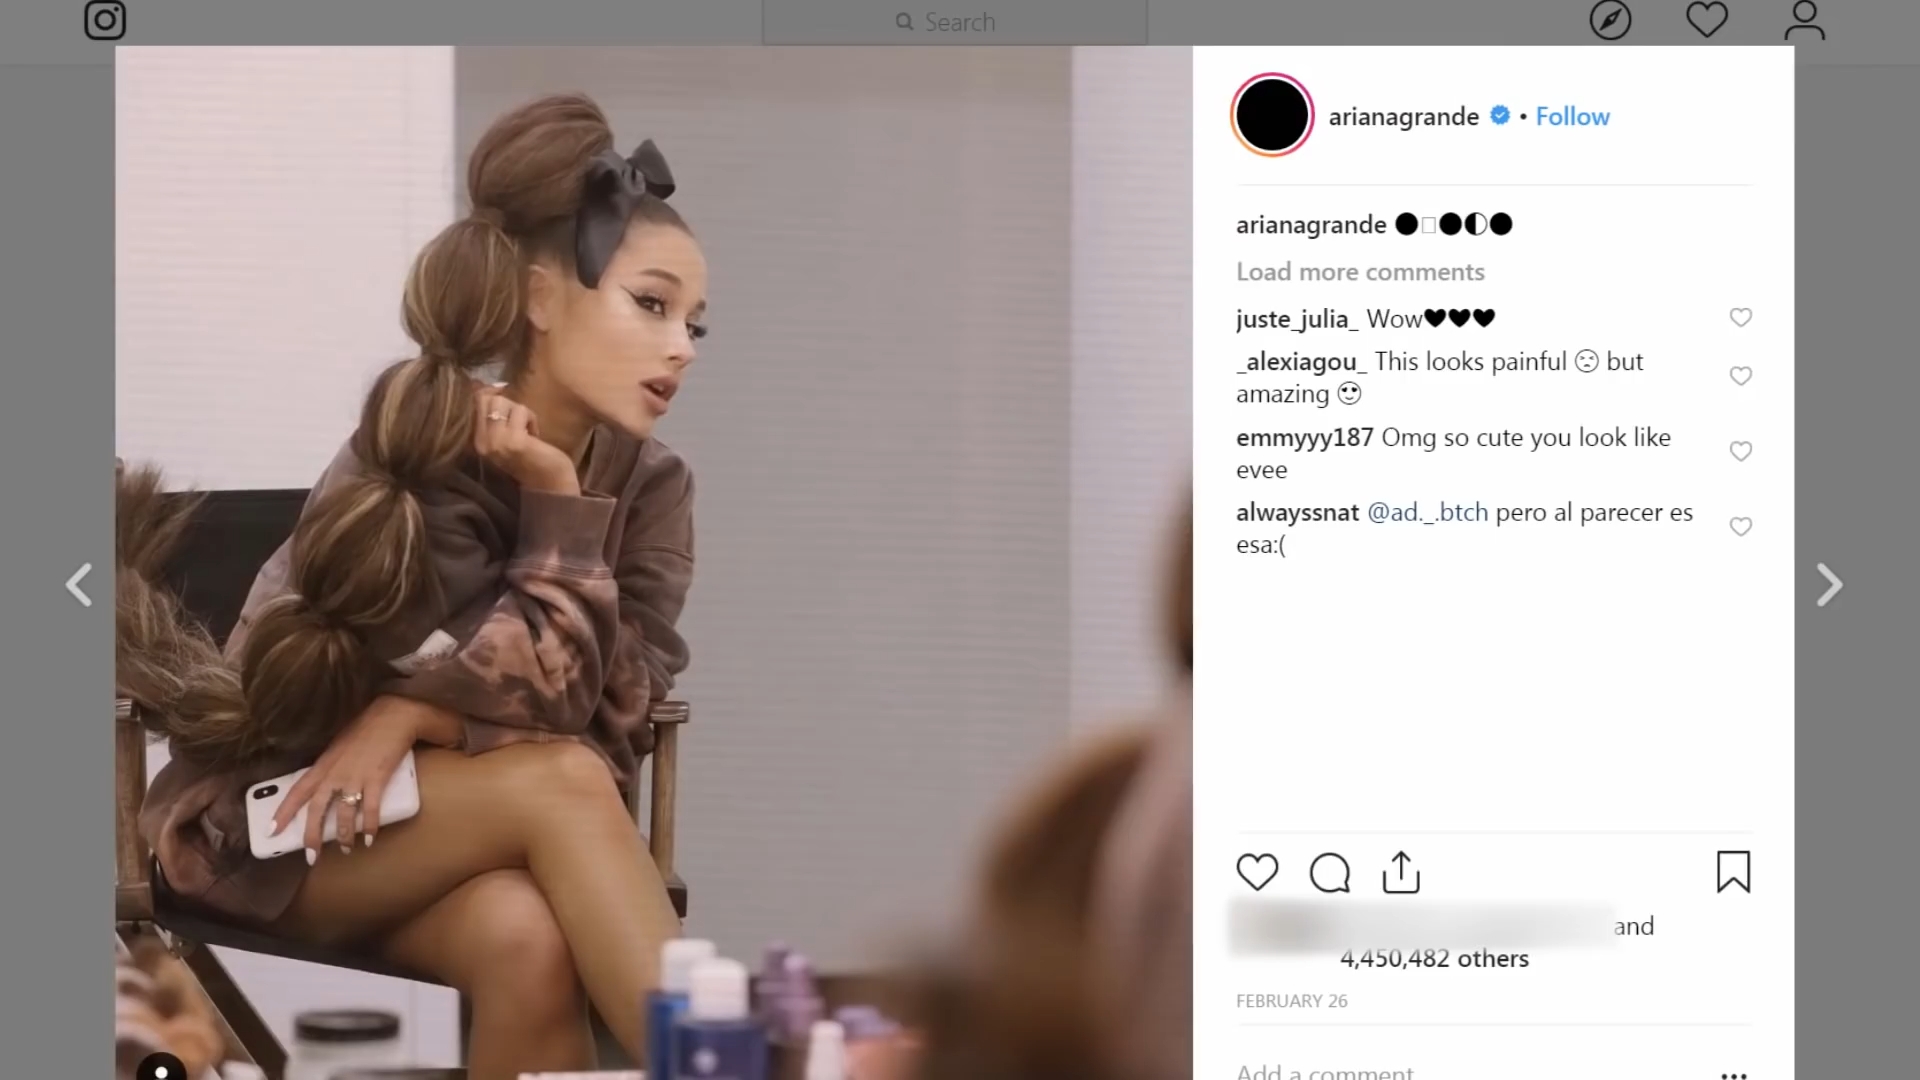 Search
arianagrande • Follow
arianagrande
Load more comments
juste_julia_ Wow
_alexiagou_ This looks painful but
amazing
emmyyy187 Omg so cute you look like
evee
alwayssnat @ad._.btch pero al parecer es
esa:(
and
4,450,482 others
FEBRUARY 26
Add a comment